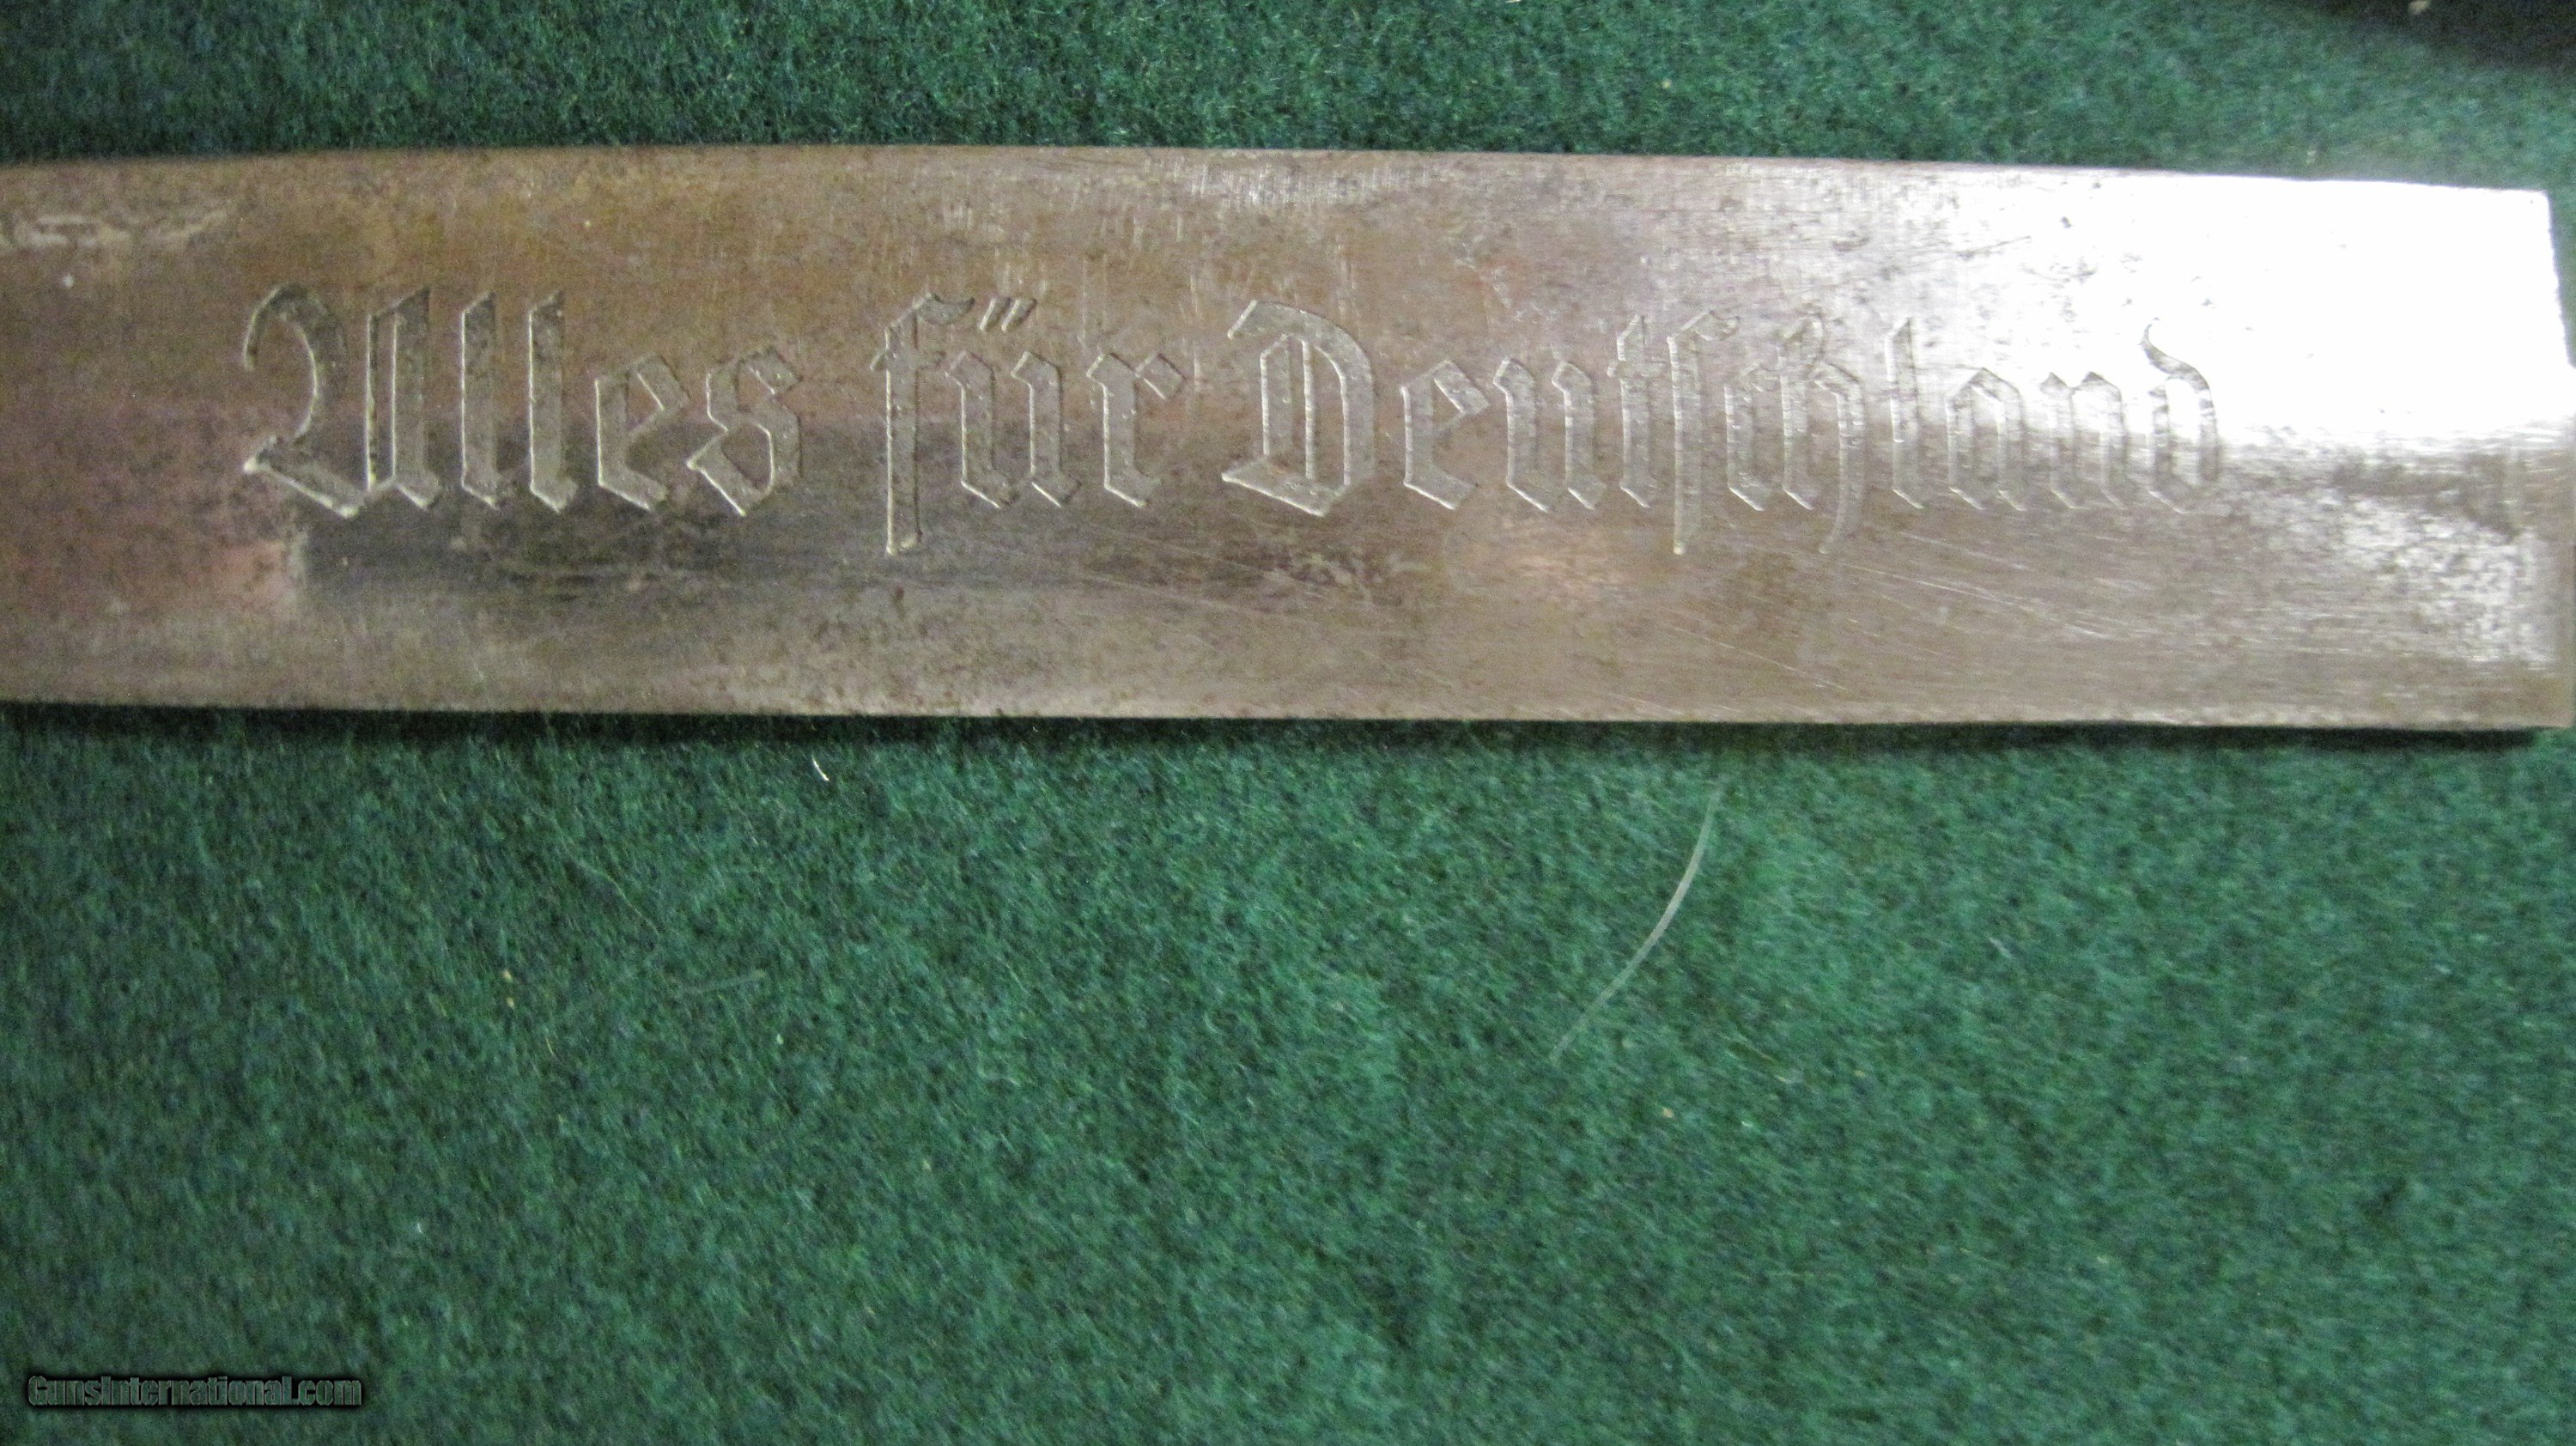 Alles für Deutschland
GunsInternational.com